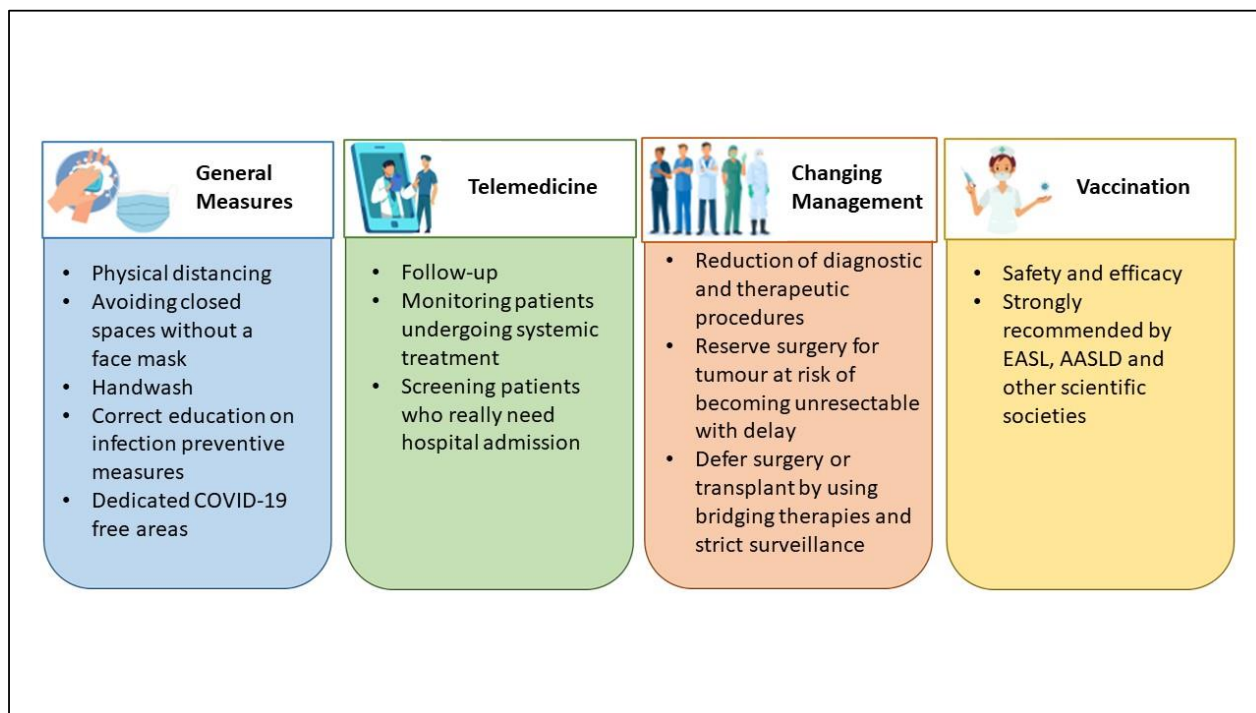 General
Measures
• Physical distancing
• Avoiding closed
spaces without a
face mask
• Handwash
• Correct education on
infection preventive
measures
• Dedicated COVID-19
free areas
Telemedicine
• Follow-up
• Monitoring patients
undergoing systemic
treatment
• Screening patients
who really need
hospital admission
Changing
Management
• Reduction of diagnostic
and therapeutic
procedures
• Reserve surgery for
tumour at risk of
becoming unresectable
with delay
• Defer surgery or
transplant by using
bridging therapies and
strict surveillance
Vaccination
• Safety and efficacy
• Strongly
recommended by
EASL, AASLD and
other scientific
societies